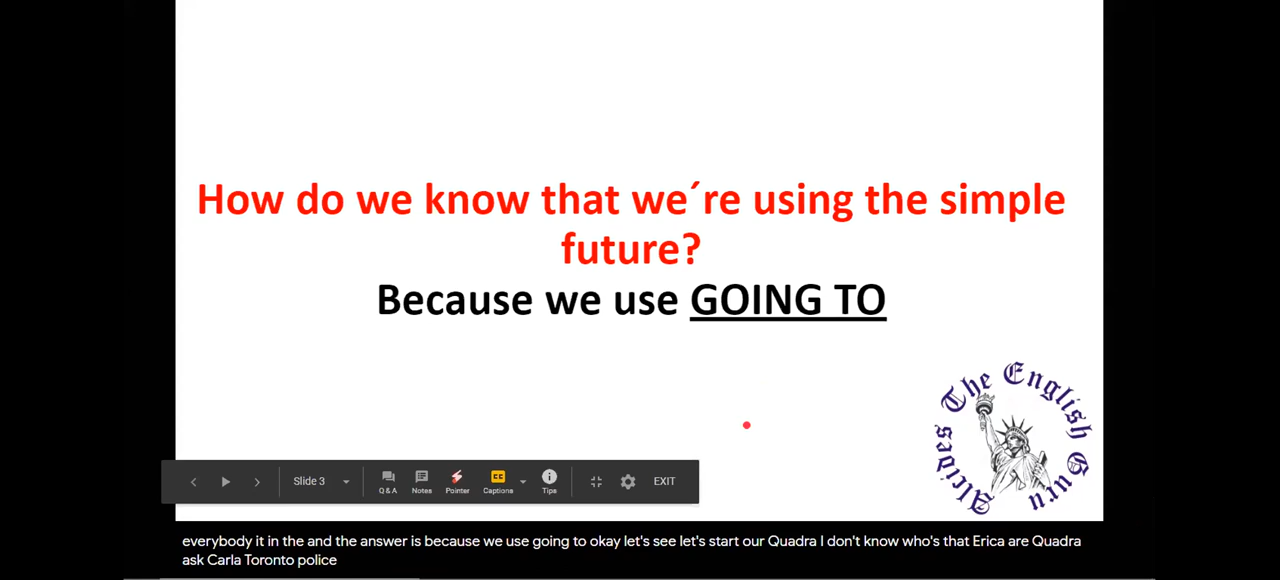 How do we know that we´re using the simple
future?
Because we use GOING TO
Alcides The English Guru
Slide 3
Q & A
Notes
Pointer
CC
Captions
Tips
EXIT
everybody it in the and the answer is because we use going to okay let's see let's start our Quadra I don't know who's that Erica are Quadra
ask Carla Toronto police